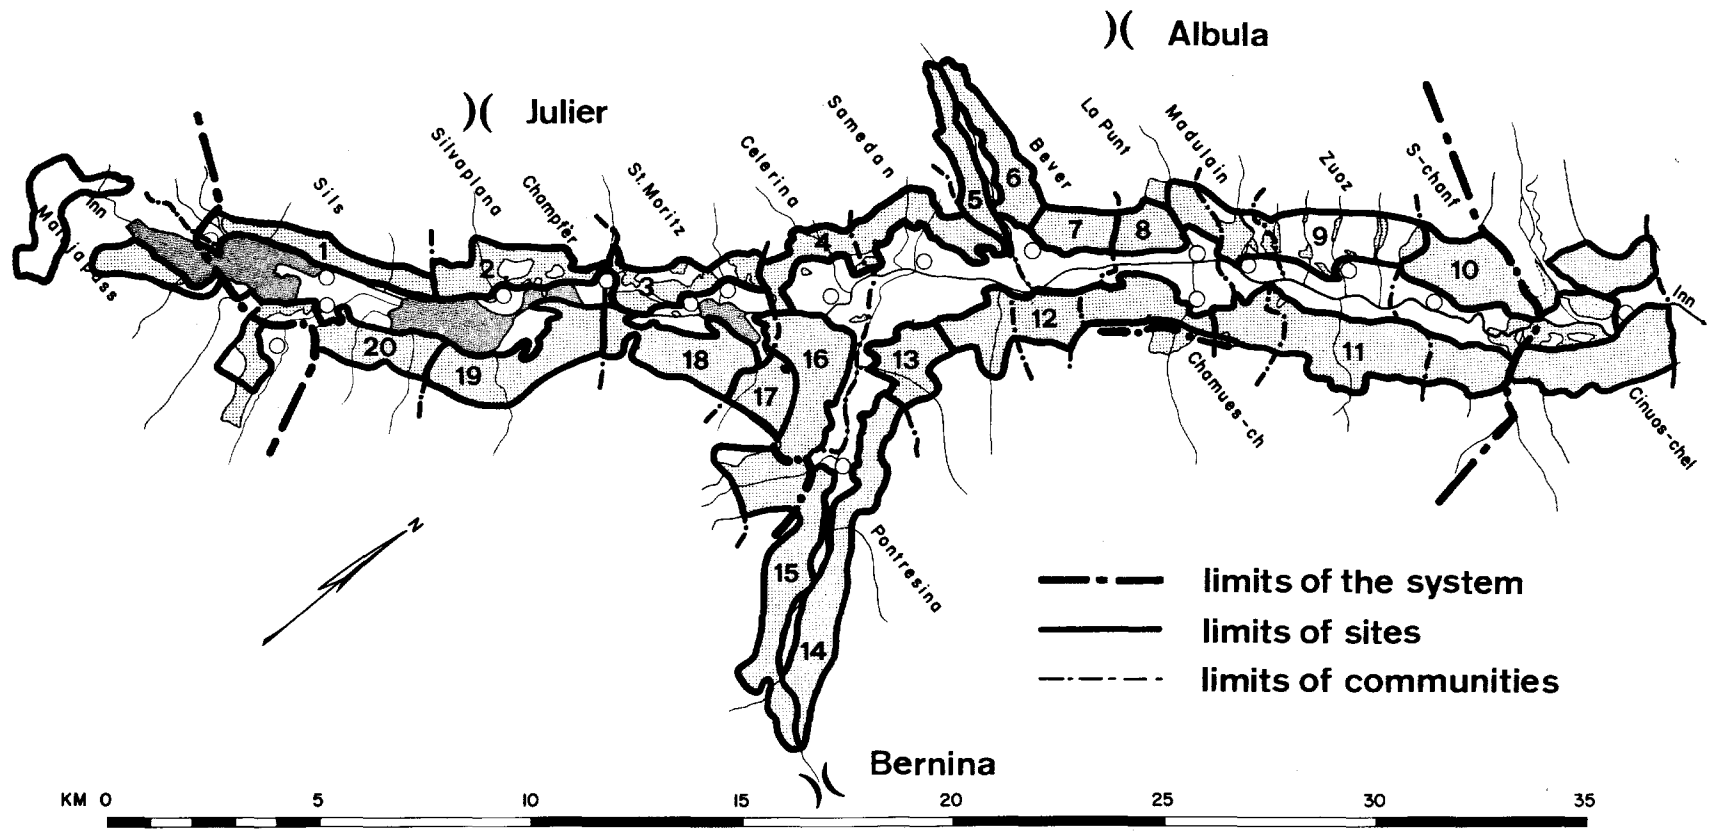 )( Albula
)( Julier
Inn
Malojapass
Sils
Silvaplana
Champfèr
St. Moritz
Celerina
Samedan
Bever
La Punt
Madulain
Zuoz
S-chanf
Inn
1
2
3
4
5
6
7
8
9
10
20
19
18
17
16
13
12
11
Chamues-ch
Cinuos-chel
N
15
14
Pontresina
limits of the system
limits of sites
limits of communities
)( Bernina
KM 0 5 10 15 20 25 30 35